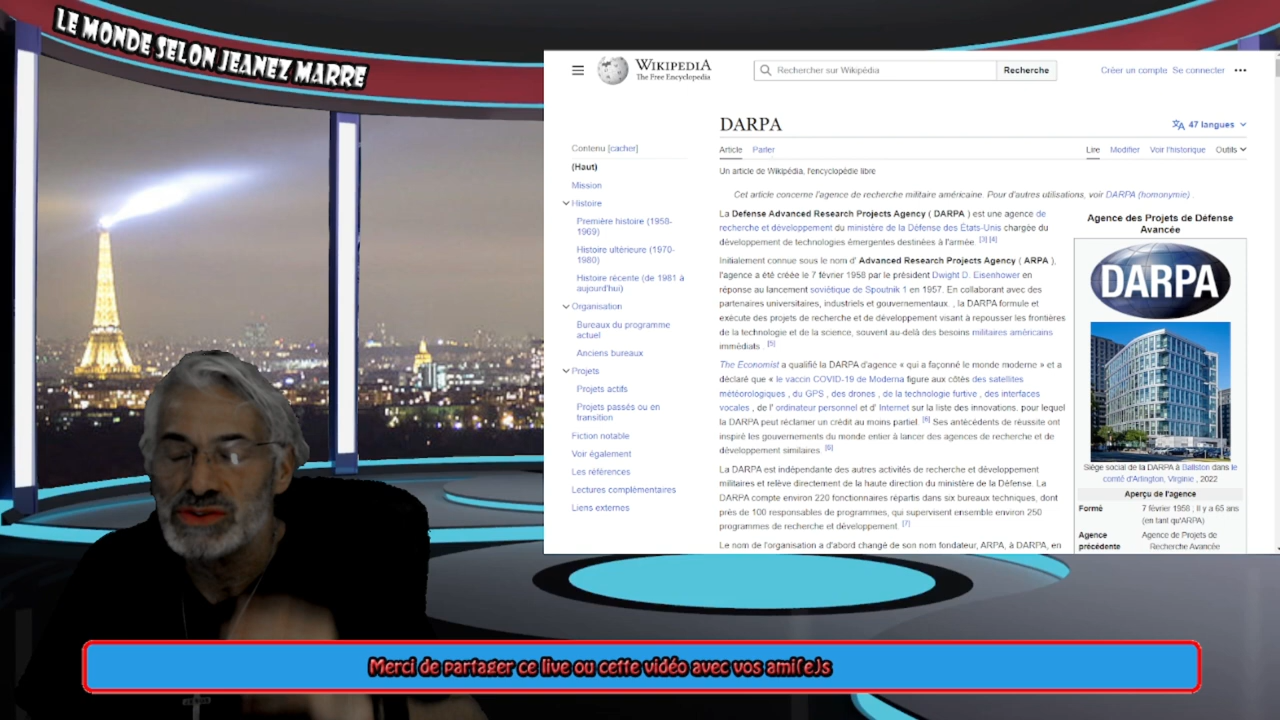 LE MONDE SELON JEANEZ MARRE
WIKIPEDIA
The Free Encyclopedia
Rechercher sur Wikipédia
Recherche
Créer un compte Se connecter
DARPA
47 langues
Article Parler
Lire Modifier Voir l'historique Outils
Contenu [cacher]
(Haut)
Mission
Histoire
Première histoire (1958-
1969)
Histoire ultérieure (1970-
1980)
Histoire récente (de 1981 à
aujourd'hui)
Organisation
Bureaux du programme
actuel
Anciens bureaux
Projets
Projets actifs
Projets passés ou en
transition
Fiction notable
Voir également
Les références
Lectures complémentaires
Liens externes
Un article de Wikipédia, l'encyclopédie libre
Cet article concerne l'agence de recherche militaire américaine. Pour d'autres utilisations, voir DARPA (homonymie) .
La Defense Advanced Research Projects Agency ( DARPA ) est une agence de
recherche et développement du ministère de la Défense des États-Unis chargée du
développement de technologies émergentes destinées à l'armée. [3] [4]
Initialement connue sous le nom d' Advanced Research Projects Agency ( ARPA ),
l'agence a été créée le 7 février 1958 par le président Dwight D. Eisenhower en
réponse au lancement soviétique de Spoutnik 1 en 1957. En collaborant avec des
partenaires universitaires, industriels et gouvernementaux. , la DARPA formule et
exécute des projets de recherche et de développement visant à repousser les frontières
de la technologie et de la science, souvent au-delà des besoins militaires américains
immédiats . [5]
The Economist a qualifié la DARPA d'agence « qui a façonné le monde moderne » et a
déclaré que « le vaccin COVID-19 de Moderna figure aux côtés des satellites
météorologiques , du GPS , des drones , de la technologie furtive , des interfaces
vocales , de l' ordinateur personnel et d' Internet sur la liste des innovations. pour lequel
la DARPA peut réclamer un crédit au moins partiel. [6] Ses antécédents de réussite ont
inspiré les gouvernements du monde entier à lancer des agences de recherche et de
développement similaires. [6]
La DARPA est indépendante des autres activités de recherche et développement
militaires et relève directement de la haute direction du ministère de la Défense. La
DARPA compte environ 220 fonctionnaires répartis dans six bureaux techniques, dont
près de 100 responsables de programmes, qui supervisent ensemble environ 250
programmes de recherche et développement. [7]
Le nom de l'organisation a d'abord changé de son nom fondateur, ARPA, à DARPA, en
Agence des Projets de Défense
Avancée
DARPA
Siège social de la DARPA à Ballston dans le
comté d'Arlington, Virginie , 2022
Aperçu de l'agence
Formé 7 février 1958 ; il y a 65 ans
(en tant qu'ARPA)
Agence Agence de Projets de
précédente Recherche Avancée
Merci de partager ce live ou cette vidéo avec vos ami(e)s